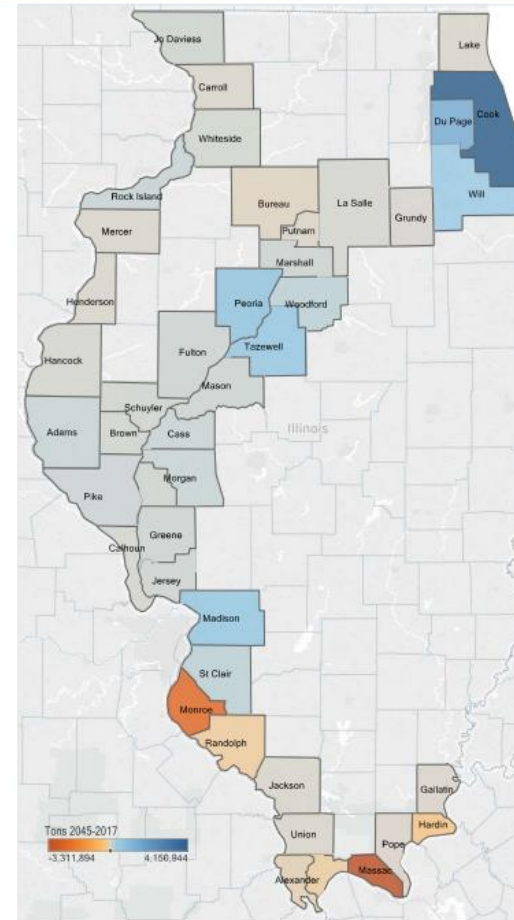 Jo Daviess
Lake
Carroll
Cook
Du Page
Whiteside
Rock Island
Will
Bureau
La Salle
Grundy
Putnam
Mercer
Marshall
Henderson
Peoria
Woodford
Tazewell
Fulton
Hancock
Mason
Schuyler
Illinois
Adams
Brown
Cass
Morgan
Pike
Greene
Calhoun
Jersey
Madison
St Clair
Monroe
Randolph
Jackson
Gallatin
Union
Hardin
Pope
Massac
Alexander
Tons 2045-2017
-3,311,894 4,150,944